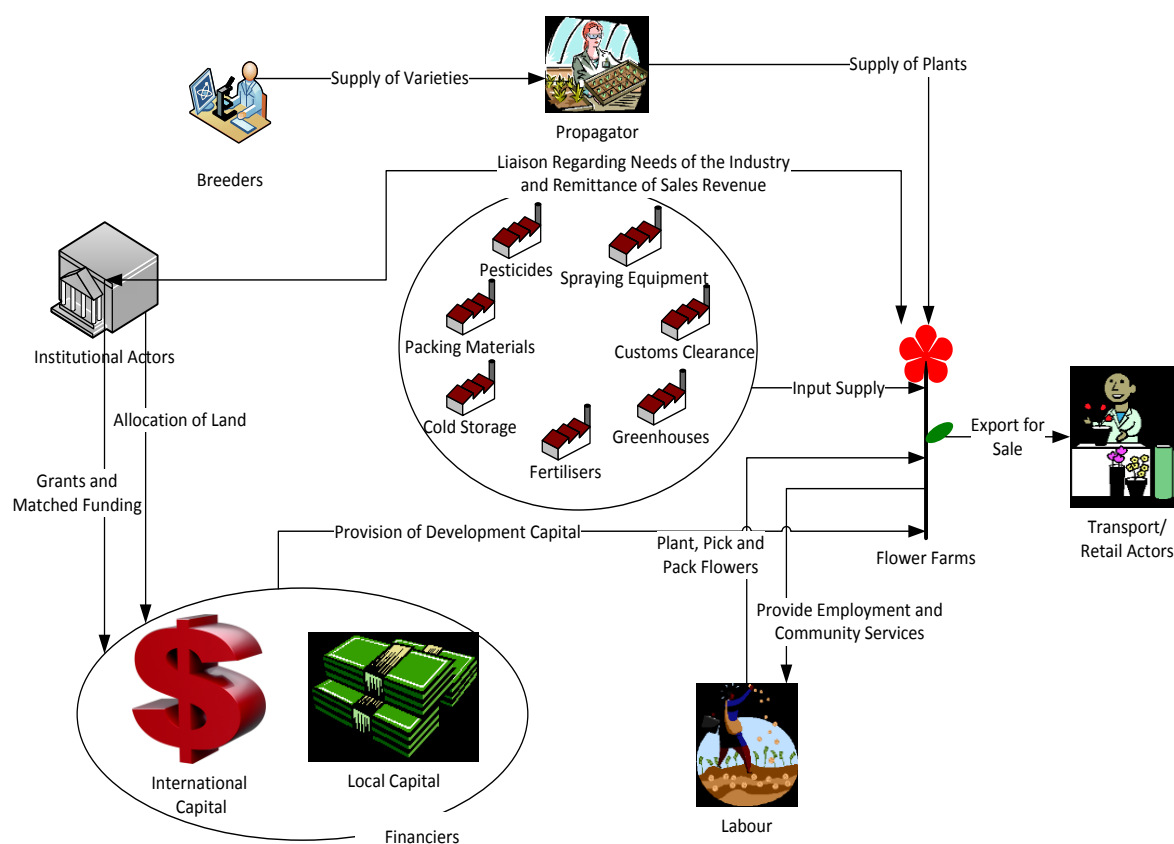 Supply of Varieties
Supply of Plants
Propagator
Breeders
Liaison Regarding Needs of the Industry
and Remittance of Sales Revenue
Pesticides
Spraying Equipment
Packing Materials
Customs Clearance
Institutional Actors
Input Supply
Allocation of Land
Cold Storage
Greenhouses
Export for
Sale
Fertilisers
Grants and
Matched Funding
Provision of Development Capital
Plant, Pick and
Pack Flowers
Flower Farms
Transport/
Retail Actors
Provide Employment and
Community Services
International
Capital
Local Capital
Labour
Financiers